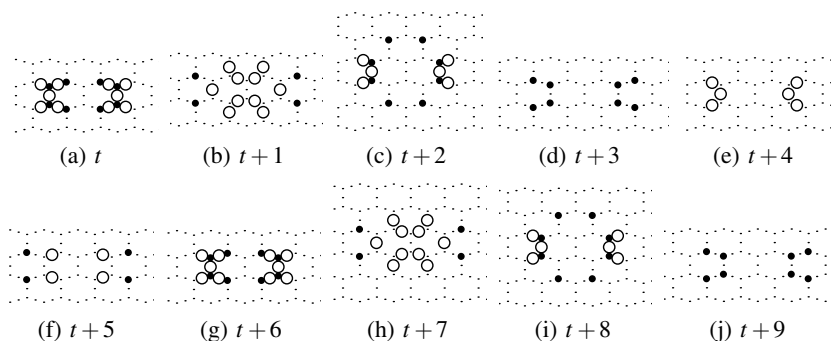 (a) t
(b) t + 1
(c) t + 2
(d) t + 3
(e) t + 4
(f) t + 5
(g) t + 6
(h) t + 7
(i) t + 8
(j) t + 9